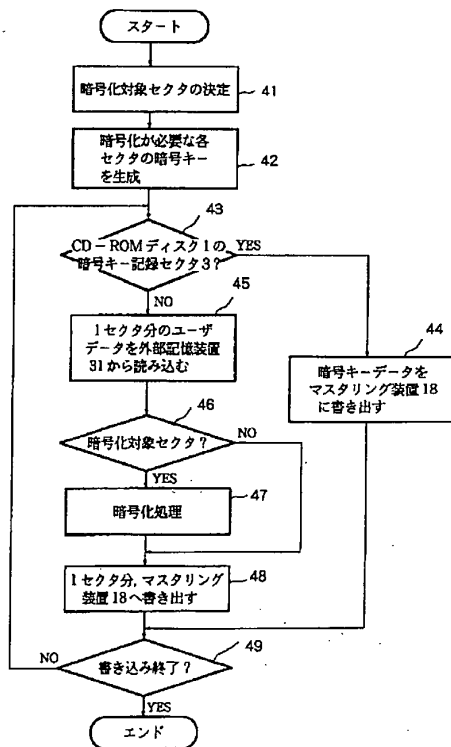 スタート
暗号化対象セクタの決定
41
暗号化が必要な各
セクタの暗号キー
を生成
42
43
CD-ROMディスク1の
暗号キー記録セクタ3?
YES
NO
45
1セクタ分のユーザ
データを外部記憶装置
31から読み込む
44
暗号キーデータを
マスタリング装置18
に書き出す
46
暗号化対象セクタ?
NO
YES
47
暗号化処理
1セクタ分,マスタリング
装置18へ書き出す
48
49
書き込み終了?
NO
YES
エンド